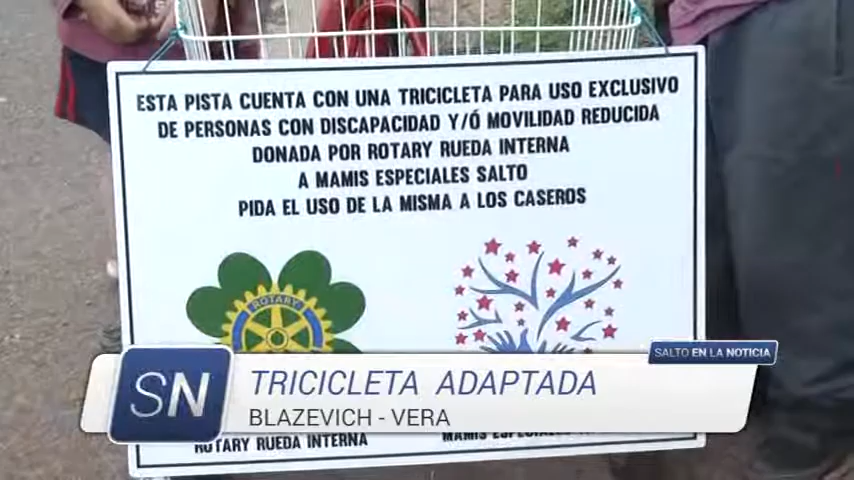 ESTA PISTA CUENTA CON UNA TRICICLETA PARA USO EXCLUSIVO
DE PERSONAS CON DISCAPACIDAD Y/Ó MOVILIDAD REDUCIDA
DONADA POR ROTARY RUEDA INTERNA
A MAMIS ESPECIALES SALTO
PIDA EL USO DE LA MISMA A LOS CASEROS
ROTARY
SALTO EN LA NOTICIA
SN
TRICICLETA ADAPTADA
BLAZEVICH - VERA
ROTARY RUEDA INTERNA
MAMIS